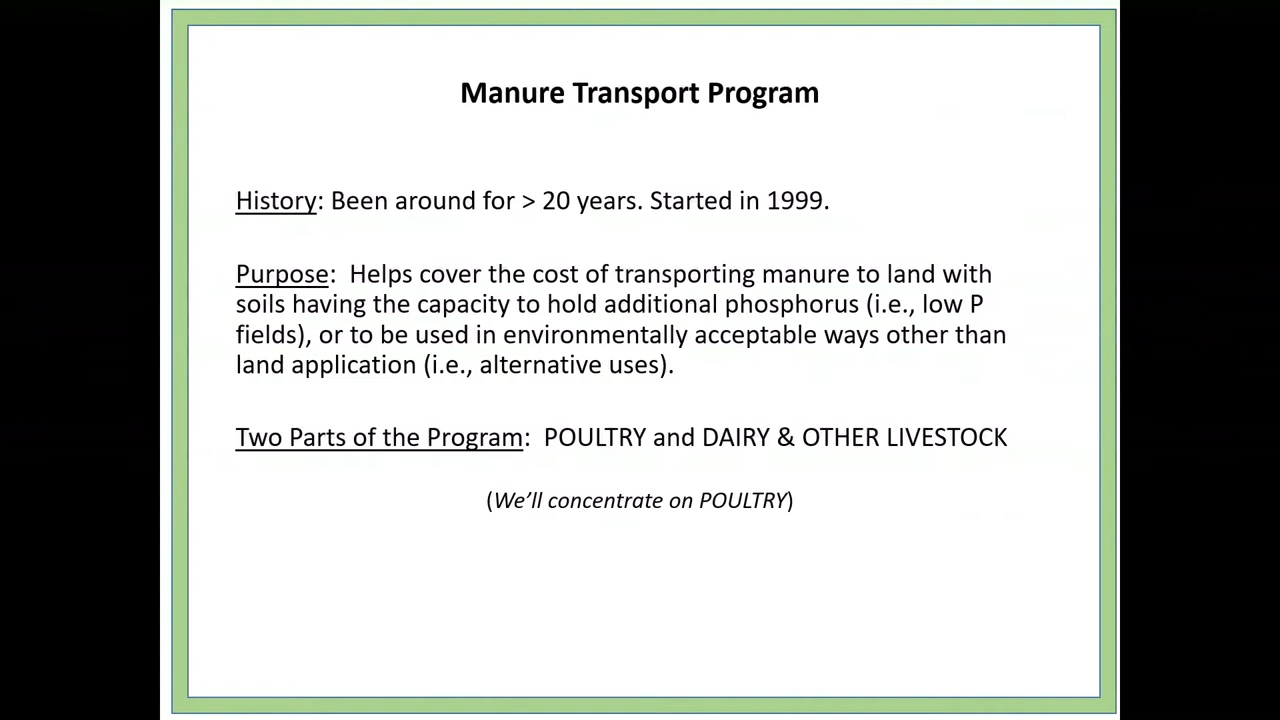 Manure Transport Program
History: Been around for > 20 years. Started in 1999.
Purpose:  Helps cover the cost of transporting manure to land with
soils having the capacity to hold additional phosphorus (i.e., low P
fields), or to be used in environmentally acceptable ways other than
land application (i.e., alternative uses).
Two Parts of the Program:  POULTRY and DAIRY & OTHER LIVESTOCK
(We’ll concentrate on POULTRY)